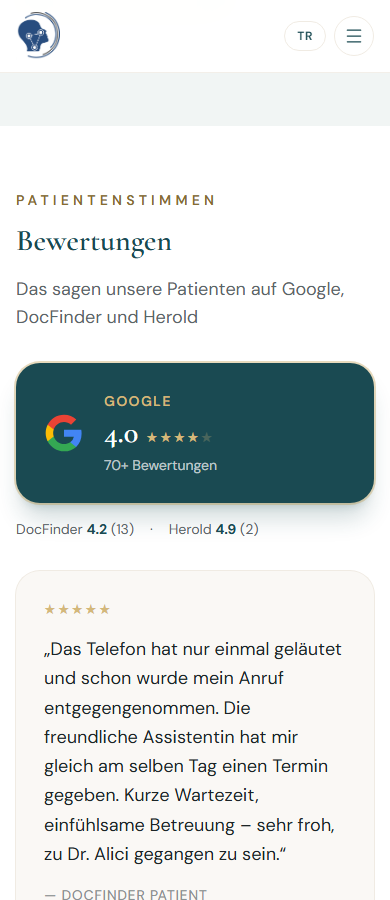 TR
PATIENTENSTIMMEN
Bewertungen
Das sagen unsere Patienten auf Google,
DocFinder und Herold
GOOGLE
4.0 ★★★★★
70+ Bewertungen
DocFinder 4.2 (13) · Herold 4.9 (2)
★★★★★
„Das Telefon hat nur einmal geläutet
und schon wurde mein Anruf
entgegengenommen. Die
freundliche Assistentin hat mir
gleich am selben Tag einen Termin
gegeben. Kurze Wartezeit,
einfühlsame Betreuung – sehr froh,
zu Dr. Alici gegangen zu sein.“
— DOCFINDER PATIENT